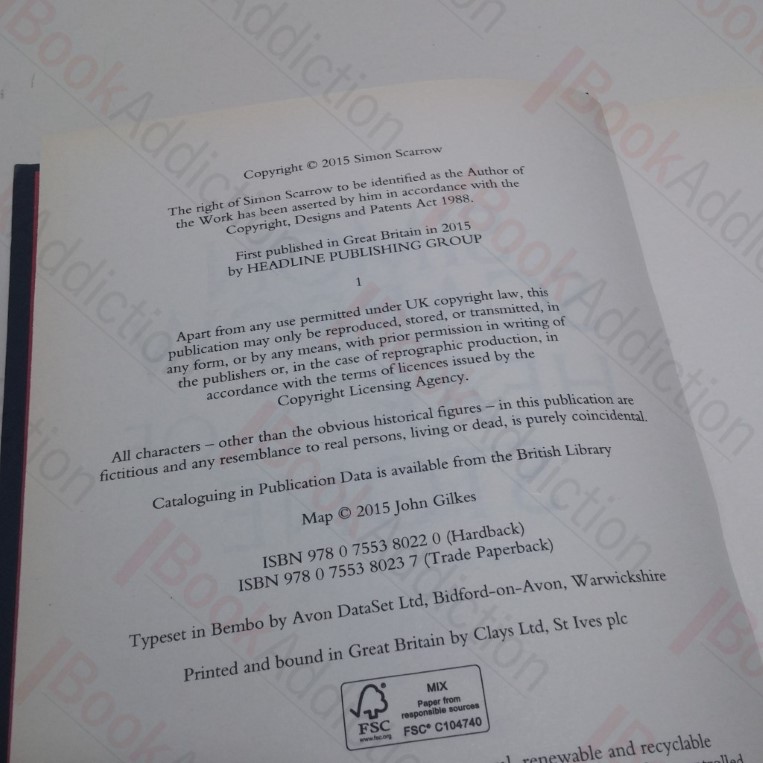 Copyright © 2015 Simon Scarrow
The right of Simon Scarrow to be identified as the Author of
the Work has been asserted by him in accordance with the
Copyright, Designs and Patents Act 1988.
First published in Great Britain in 2015
by HEADLINE PUBLISHING GROUP
1
Apart from any use permitted under UK copyright law, this
publication may only be reproduced, stored, or transmitted, in
any form, or by any means, with prior permission in writing of
the publishers or, in the case of reprographic production, in
accordance with the terms of licences issued by the
Copyright Licensing Agency.
All characters – other than the obvious historical figures – in this publication are
fictitious and any resemblance to real persons, living or dead, is purely coincidental.
Cataloguing in Publication Data is available from the British Library
Map © 2015 John Gilkes
ISBN 978 0 7553 8022 0 (Hardback)
ISBN 978 0 7553 8023 7 (Trade Paperback)
Typeset in Bembo by Avon DataSet Ltd, Bidford-on-Avon, Warwickshire
Printed and bound in Great Britain by Clays Ltd, St Ives plc
FSC
www.fsc.org
MIX
Paper from
responsible sources
FSC® C104740
renewable and recyclable
BookAddiction